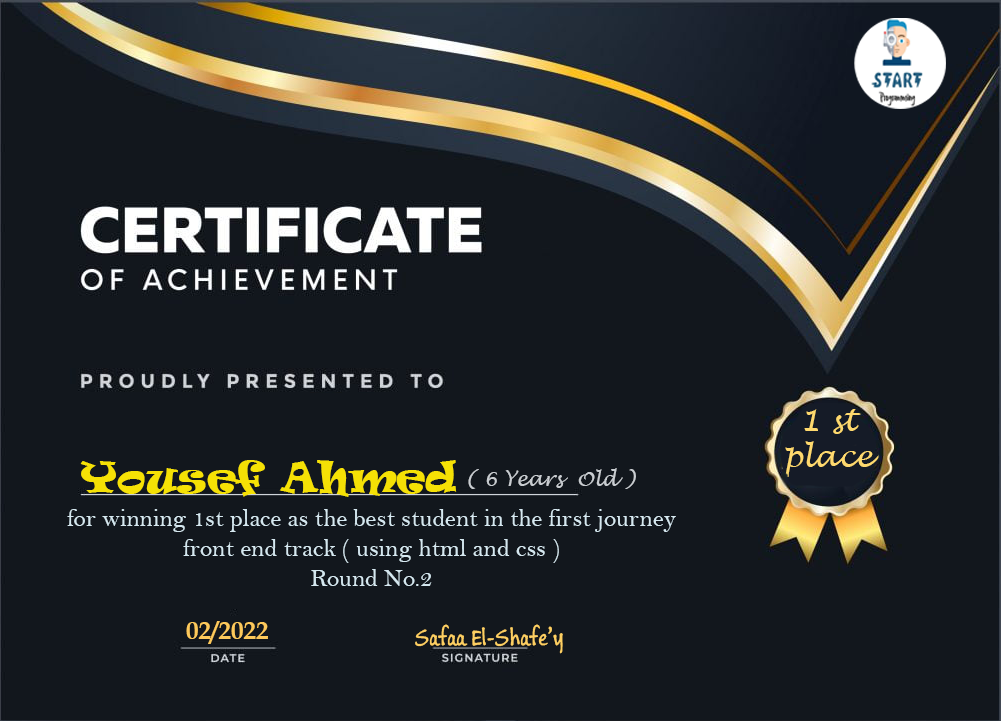 START
Programming
CERTIFICATE
OF ACHIEVEMENT
PROUDLY PRESENTED TO
1 st
place
Yousef Ahmed ( 6 Years Old )
for winning 1st place as the best student in the first journey
front end track ( using html and css )
Round No.2
02/2022
DATE
Safaa El-Shafe'y
SIGNATURE